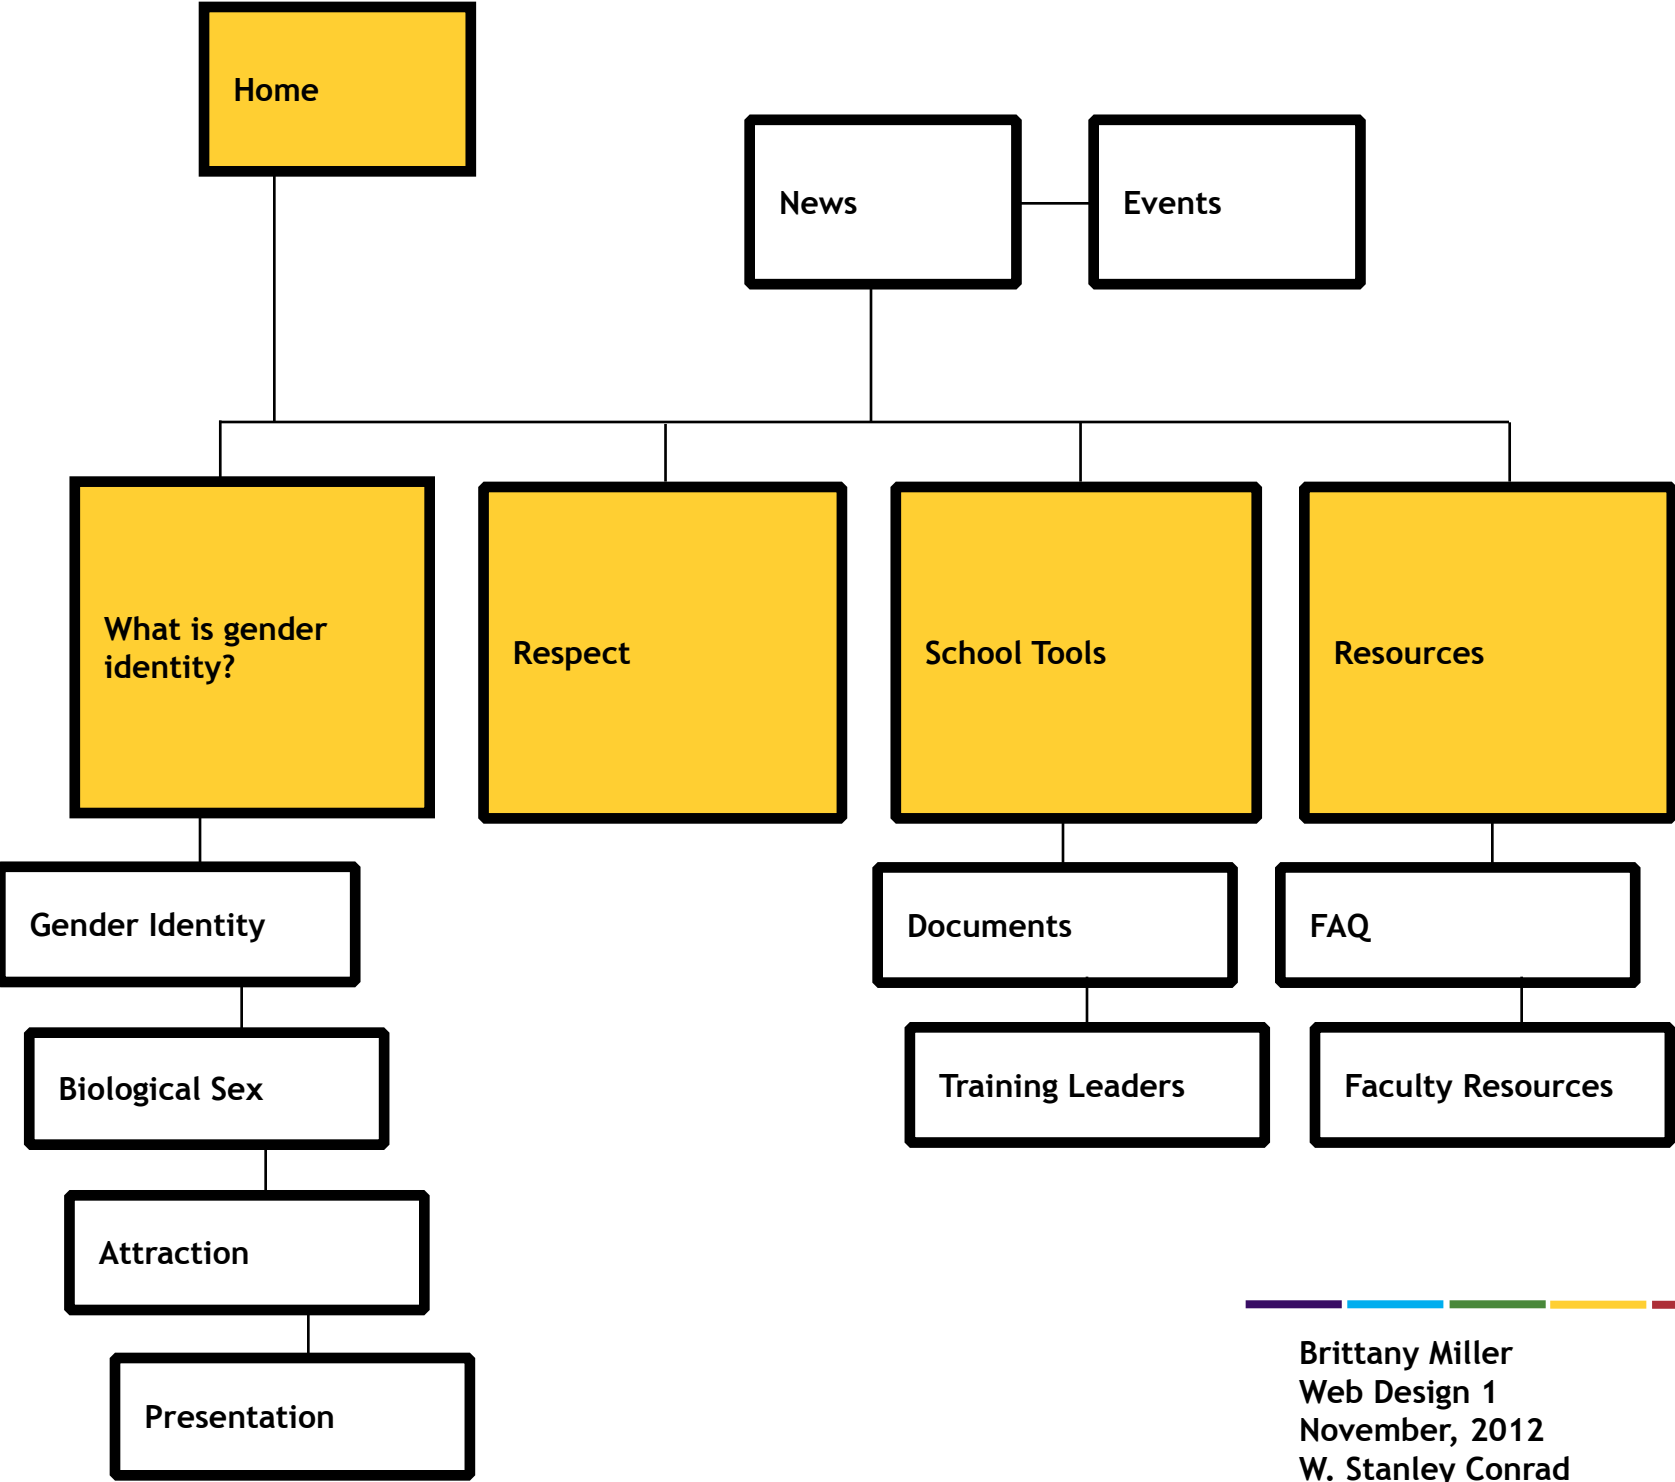 Home
News
Events
What is gender
identity?
Respect
School Tools
Resources
Gender Identity
Documents
FAQ
Biological Sex
Training Leaders
Faculty Resources
Attraction
Presentation
Brittany Miller
Web Design 1
November, 2012
W. Stanley Conrad